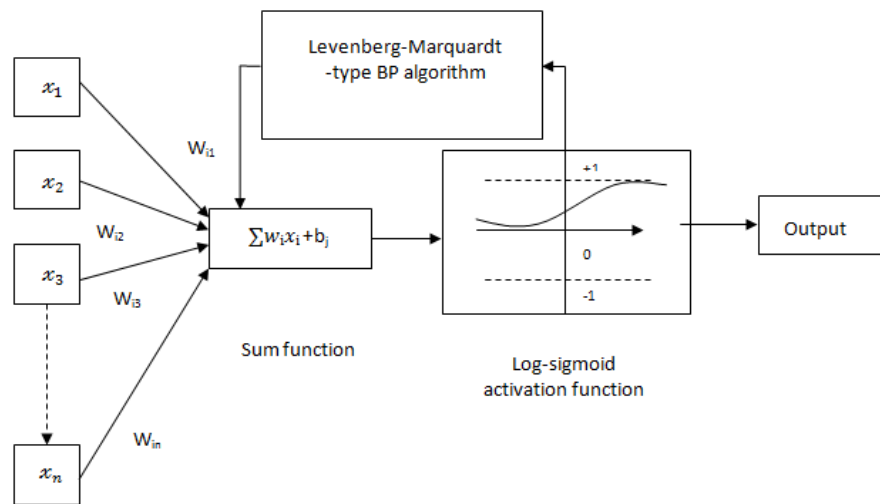 Levenberg-Marquardt
-type BP algorithm
x₁
Wᵢ₁
x₂
+1
Wᵢ₂
∑wᵢxᵢ+bⱼ
Output
x₃
0
Wᵢ₃
-1
Sum function
Log-sigmoid
activation function
Wᵢₙ
xₙ